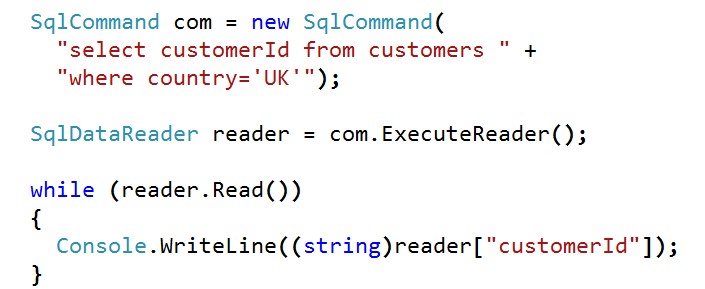 SqlCommand com = new SqlCommand(
"select customerId from customers " +
"where country='UK'");
SqlDataReader reader = com.ExecuteReader();
while (reader.Read())
{
Console.WriteLine((string)reader["customerId"]);
}